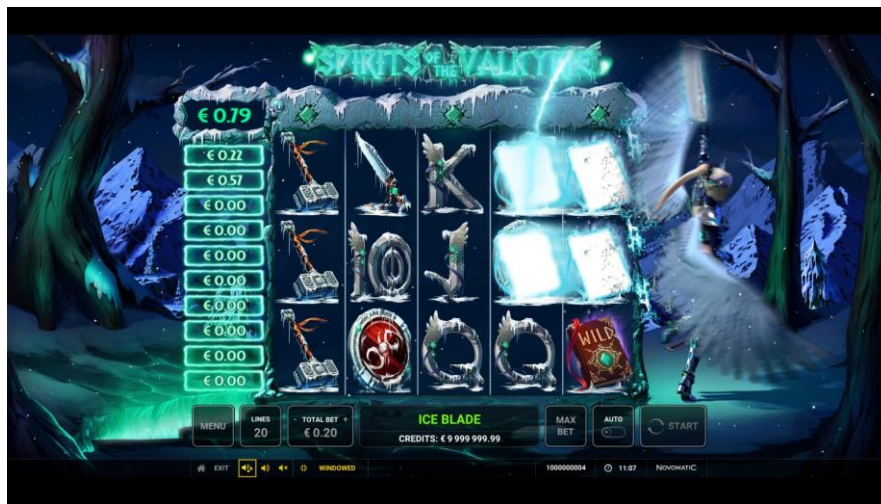 SPIRITS OF THE VALKYRIE
€ 0.79
€ 0.22
€ 0.57
€ 0.00
€ 0.00
€ 0.00
€ 0.00
€ 0.00
€ 0.00
€ 0.00
€ 0.00
K
10
J
Q
Q
WILD
MENU
LINES
20
- TOTAL BET +
€ 0.20
ICE BLADE
CREDITS: € 9 999 999.99
MAX
BET
AUTO
START
EXIT
WINDOWED
1000000004
11:07
NOVOMATIC